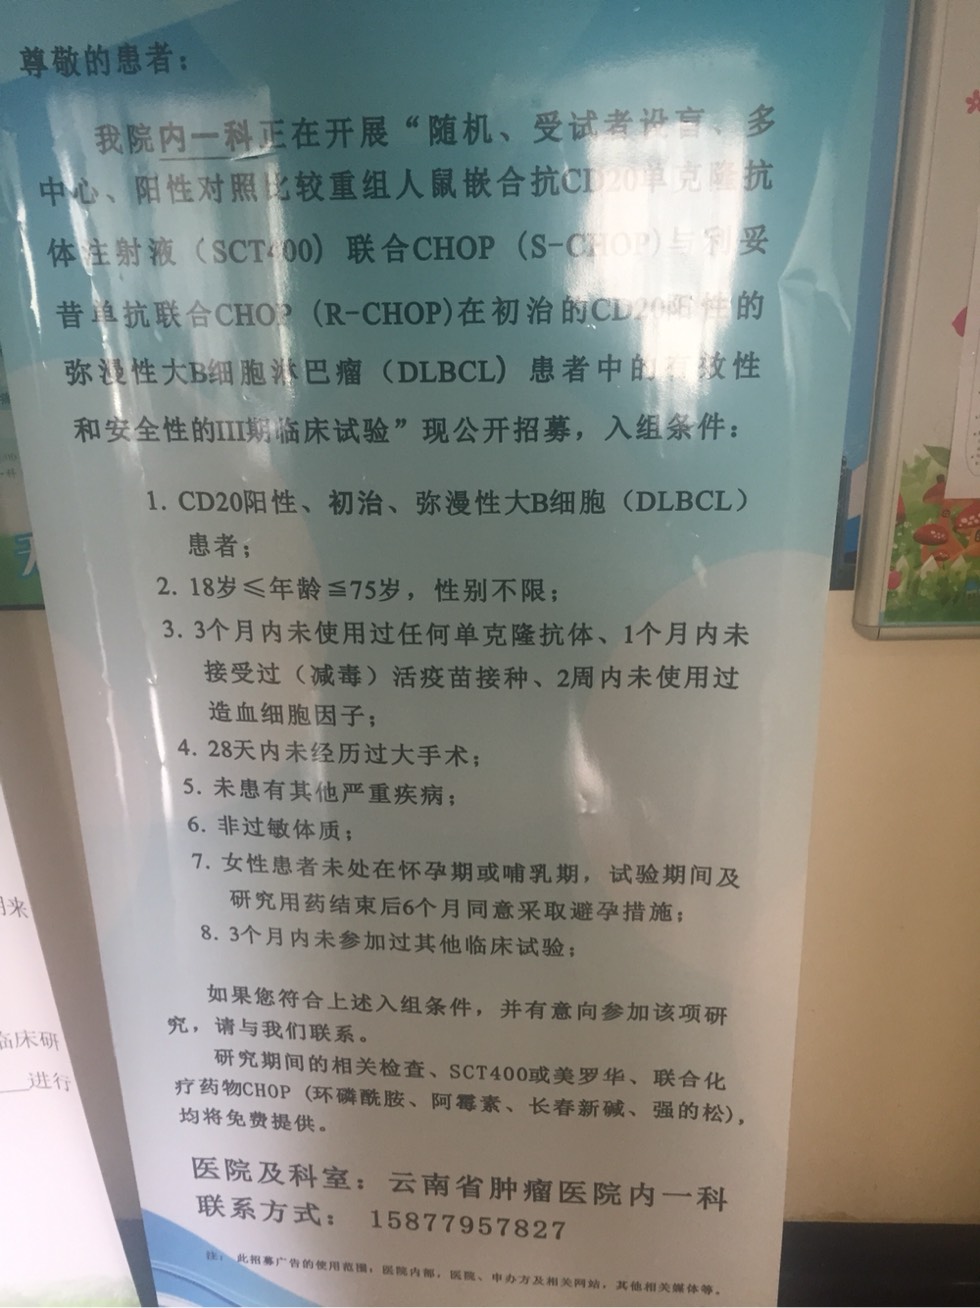 尊敬的患者：
我院内一科正在开展“随机、受试者设盲、多
中心、阳性对照比较重组人鼠嵌合抗CD20单克隆抗
体注射液（SCT400）联合CHOP（S-CHOP)与利妥
昔单抗联合CHOP（R-CHOP)在初治的CD20阳性的
弥漫性大B细胞淋巴瘤（DLBCL）患者中的有效性
和安全性的III期临床试验”现公开招募，入组条件：
1. CD20阳性、初治、弥漫性大B细胞（DLBCL）
患者；
2. 18岁≤年龄≦75岁，性别不限；
3. 3个月内未使用过任何单克隆抗体、1个月内未
接受过（减毒）活疫苗接种、2周内未使用过
造血细胞因子；
4. 28天内未经历过大手术；
5. 未患有其他严重疾病；
6. 非过敏体质；
7. 女性患者未处在怀孕期或哺乳期，试验期间及
研究用药结束后6个月同意采取避孕措施；
8. 3个月内未参加过其他临床试验；
如果您符合上述入组条件，并有意向参加该项研
究，请与我们联系。
研究期间的相关检查、SCT400或美罗华、联合化
疗药物CHOP（环磷酰胺、阿霉素、长春新碱、强的松)，
均将免费提供。
医院及科室：云南省肿瘤医院内一科
联系方式：15877957827
注：此招募广告的使用范围：医院内部，医院、申办方及相关网站，其他相关媒体等。
期来
临床研
进行